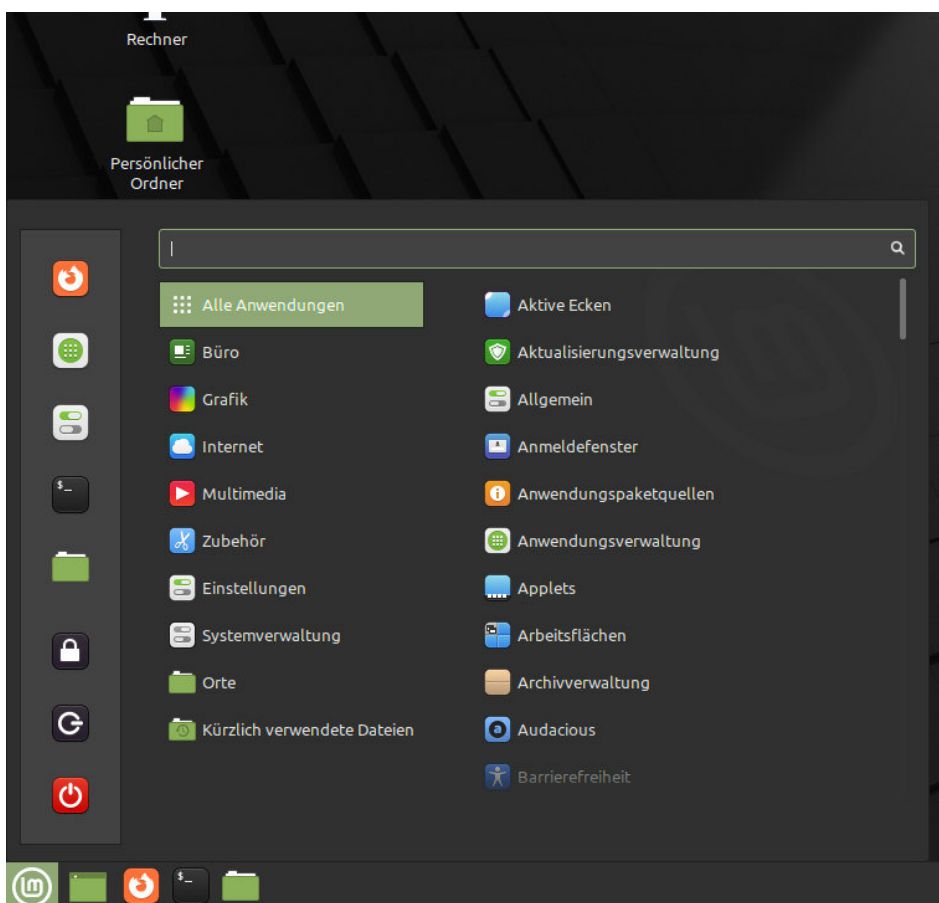 Rechner
Persönlicher
Ordner
Alle Anwendungen
Büro
Grafik
Internet
Multimedia
Zubehör
Einstellungen
Systemverwaltung
Orte
Kürzlich verwendete Dateien
Aktive Ecken
Aktualisierungsverwaltung
Allgemein
Anmeldefenster
Anwendungspaketquellen
Anwendungsverwaltung
Applets
Arbeitsflächen
Archivverwaltung
Audacious
Barrierefreiheit
$_
$_